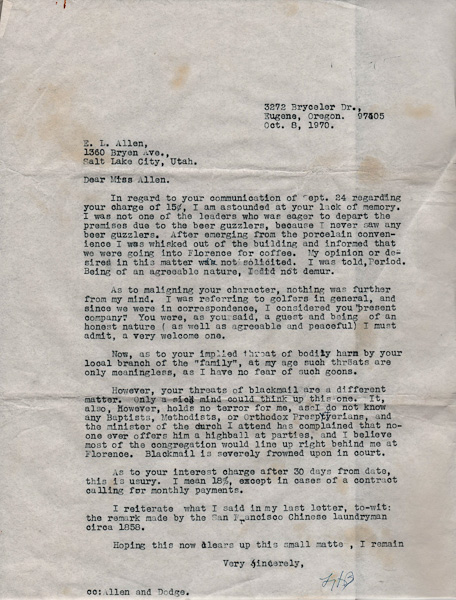 3272 Bryceler Dr.,
Eugene, Oregon. 97405
Oct. 8, 1970.
E. L. Allen,
1360 Bryen Ave.,
Salt Lake City, Utah.
Dear Miss Allen.
In regard to your communication of Sept. 24 regarding
your charge of 15¢, I am astounded at your lack of memory.
I was not one of the leaders who was eager to depart the
premises due to the beer guzzlers, because I never saw any
beer guzzlers. After emerging from the porcelain conven-
ience I was whisked out of the building and informed that
we were going into Florence for coffee. My opinion or de-
sires in this matter was not solicited. I was told, Period.
Being of an agreeable nature, I did not demur.
As to maligning your character, nothing was further
from my mind. I was referring to golfers in general, and
since we were in correspondence, I considered you "present
company". You were, as you said, a guest and being of an
honest nature ( as well as agreeable and peaceful) I must
admit, a very welcome one.
Now, as to your implied threat of bodily harm by your
local branch of the "family", at my age such threats are
only meaningless, as I have no fear of such goons.
However, your threats of blackmail are a different
matter. Only a sick mind could think up this one. It,
also, However, holds no terror for me, as I do not know
any Baptists, Methodists, or Orthodox Presbyterians, and
the minister of the church I attend has complained that no-
one ever offers him a highball at parties, and I believe
most of the congregation would line up right behind me at
Florence. Blackmail is severely frowned upon in court.
As to your interest charge after 30 days from date,
this is usury. I mean 18%, except in cases of a contract
calling for monthly payments.
I reiterate what I said in my last letter, to-wit:
the remark made by the San Francisco Chinese laundryman
circa 1858.
Hoping this now clears up this small matte , I remain
Very sincerely,
cc: Allen and Dodge.